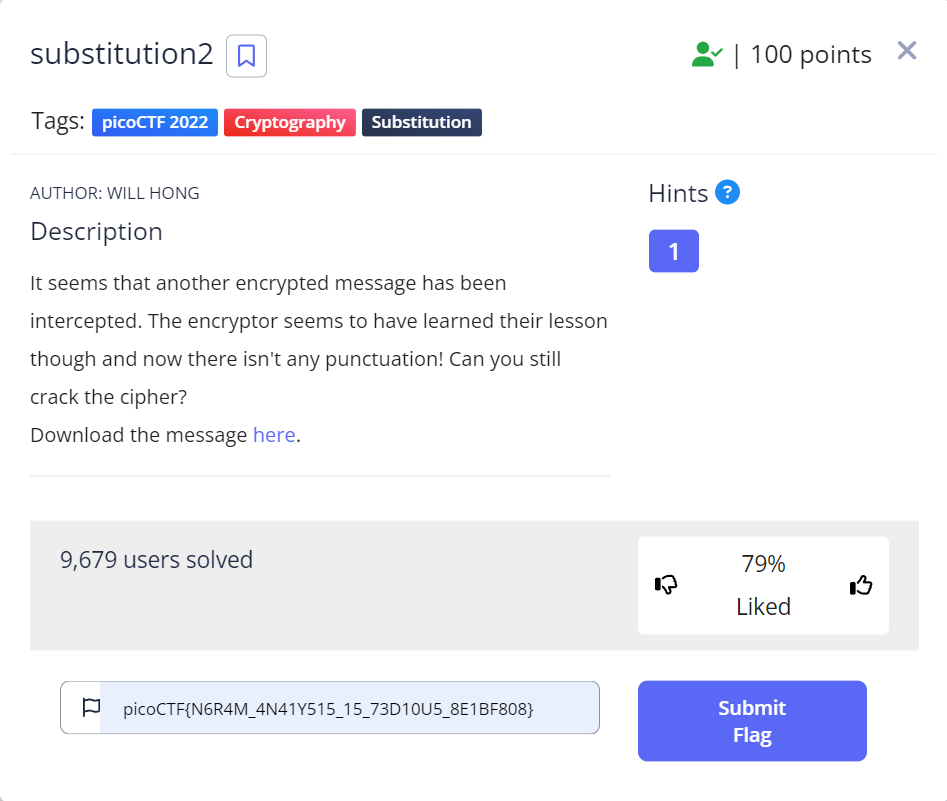 substitution2
| 100 points
Tags: picoCTF 2022 Cryptography Substitution
AUTHOR: WILL HONG
Description
It seems that another encrypted message has been
intercepted. The encryptor seems to have learned their lesson
though and now there isn't any punctuation! Can you still
crack the cipher?
Download the message here.
Hints ?
1
9,679 users solved
79%
Liked
picoCTF{N6R4M_4N41Y515_15_73D10U5_8E1BF808}
Submit
Flag